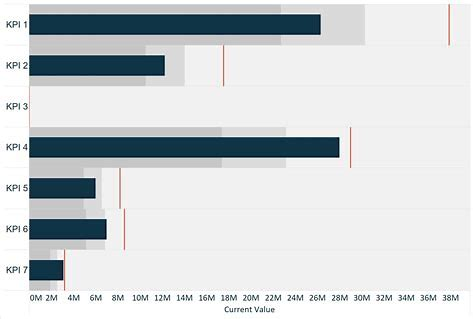 KPI 1
KPI 2
KPI 3
KPI 4
KPI 5
KPI 6
KPI 7
0M 2M 4M 6M 8M 10M 12M 14M 16M 18M 20M 22M 24M 26M 28M 30M 32M 34M 36M 38M
Current Value